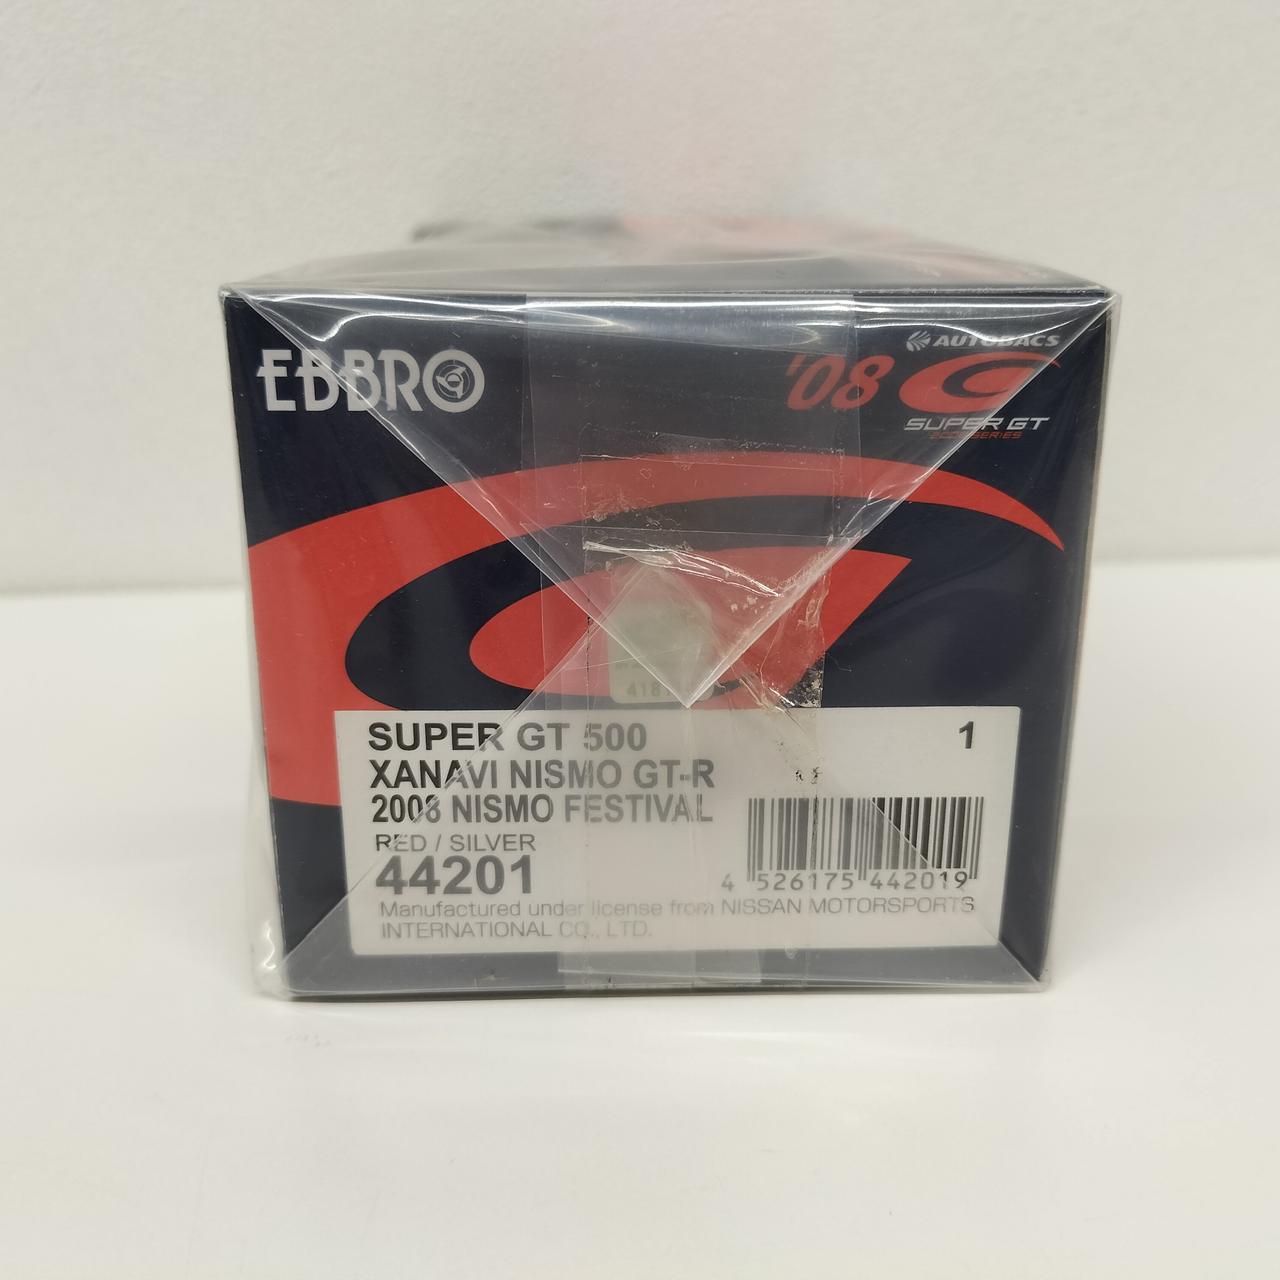 EBBRO
'08
AUTOBACS
SUPER GT
SUPER GT 500
1
XANAVI NISMO GT-R
2008 NISMO FESTIVAL
RED / SILVER
44201
4 526175 442019
Manufactured under license from NISSAN MOTORSPORTS
INTERNATIONAL CO., LTD.